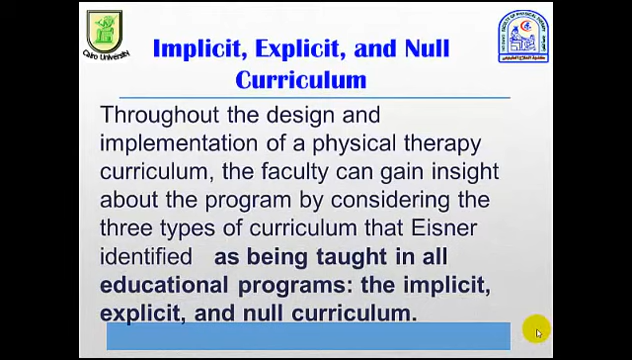 Cairo University
Implicit, Explicit, and Null
Curriculum
Throughout the design and
implementation of a physical therapy
curriculum, the faculty can gain insight
about the program by considering the
three types of curriculum that Eisner
identified as being taught in all
educational programs: the implicit,
explicit, and null curriculum.